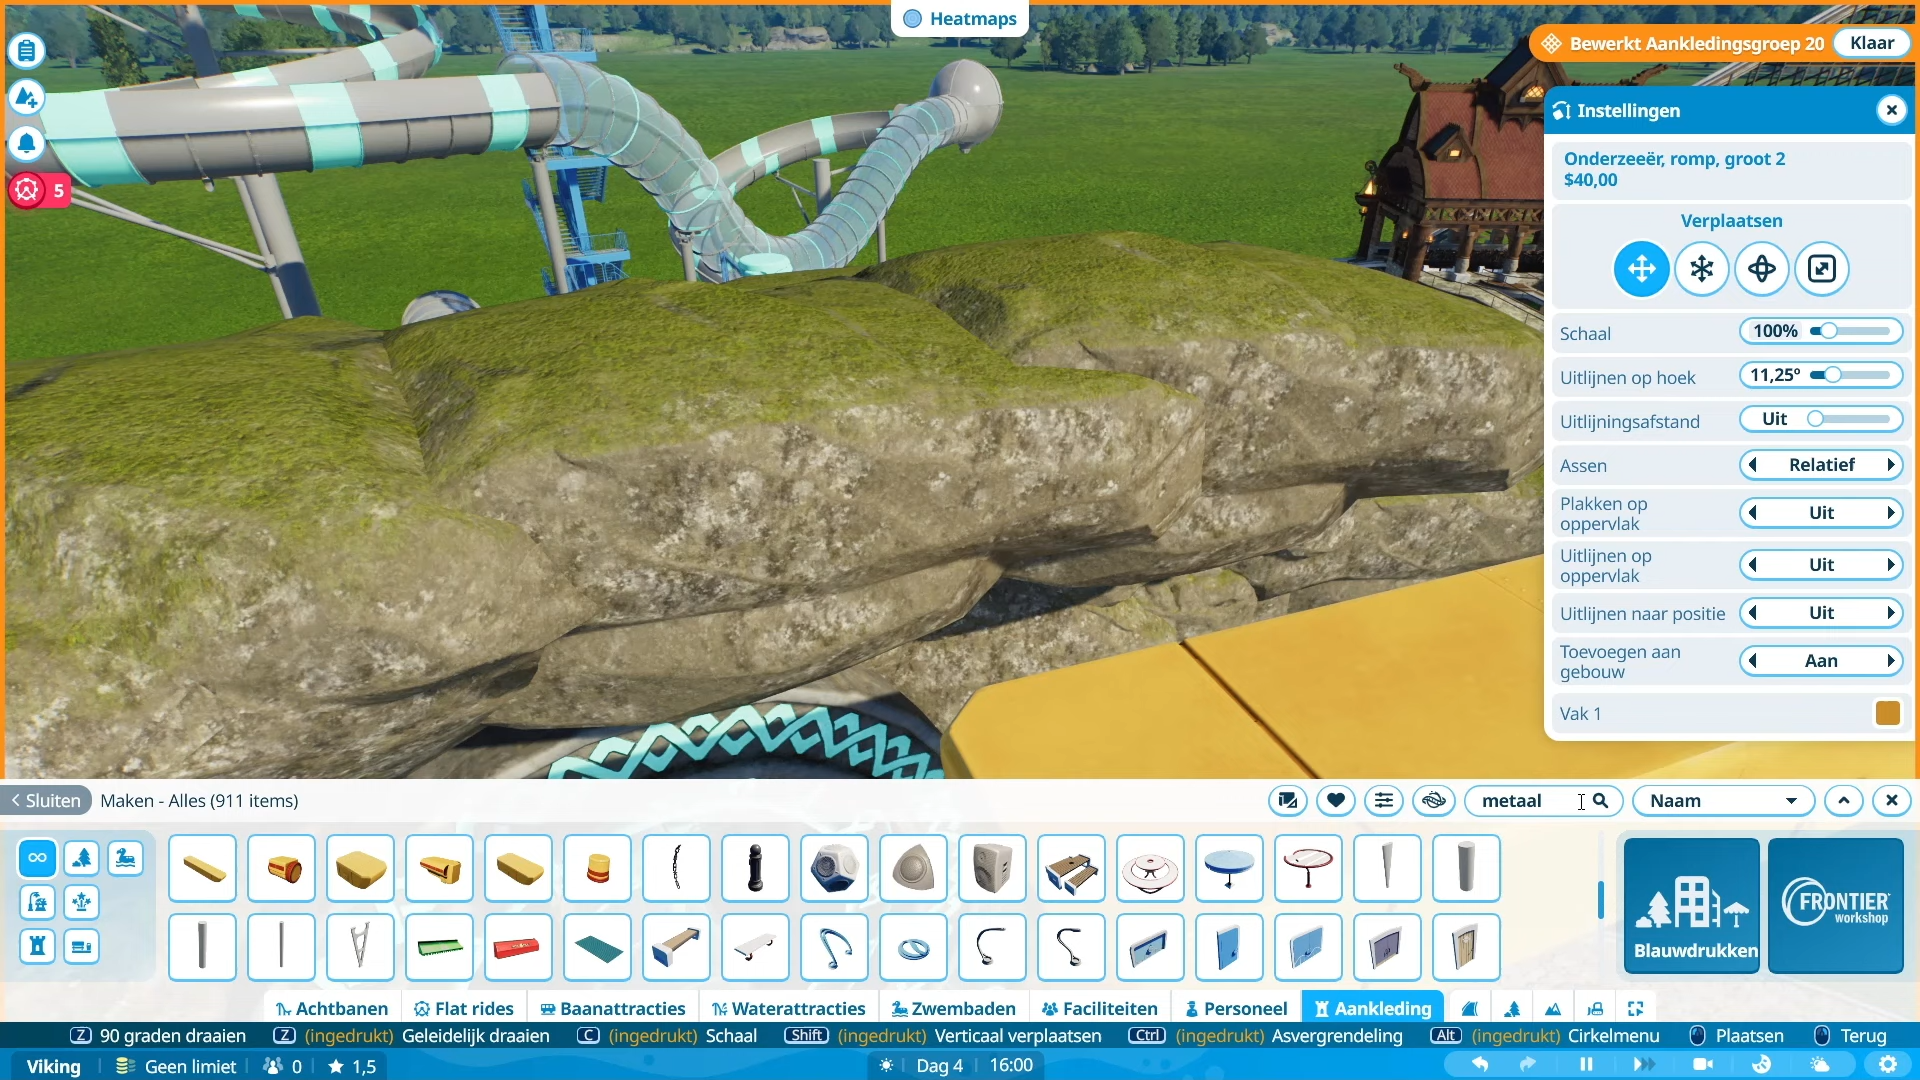 Heatmaps
Bewerkt Aankledingsgroep 20
Klaar
5
Instellingen
Onderzeeër, romp, groot 2
$40,00
Verplaatsen
Schaal 100%
Uitlijnen op hoek 11,25°
Uitlijningsafstand Uit
Assen Relatief
Plakken op oppervlak Uit
Uitlijnen op oppervlak Uit
Uitlijnen naar positie Uit
Toevoegen aan gebouw Aan
Vak 1
Sluiten Maken - Alles (911 items)
metaal
Naam
Blauwdrukken
FRONTIER workshop
Achtbanen Flat rides Baanattracties Waterattracties Zwembaden Faciliteiten Personeel Aankleding
Z 90 graden draaien Z (ingedrukt) Geleidelijk draaien C (ingedrukt) Schaal Shift (ingedrukt) Verticaal verplaatsen Ctrl (ingedrukt) Asvergrendeling Alt (ingedrukt) Cirkelmenu Plaatsen Terug
Viking Geen limiet 0 1,5 Dag 4 16:00